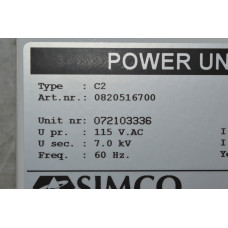 POWER UN
Type : C2
Art.nr.: 0820516700
Unit nr: 072103336
U pr. : 115 V.AC I
U sec. : 7.0 kV I
Freq. : 60 Hz. Ye
SIMCO